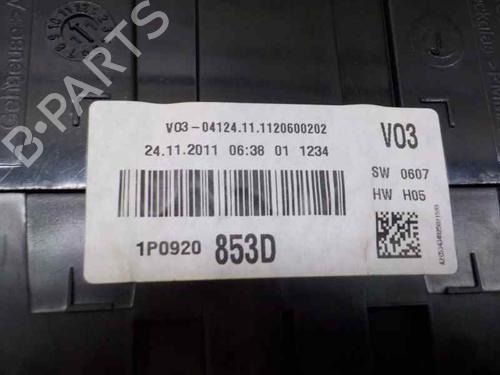 Gehaeuse
V03-04124.11.1120600202
24.11.2011 06:38 01 1234
V03
SW 0607
HW H05
1P0920 853D
B-PARTS